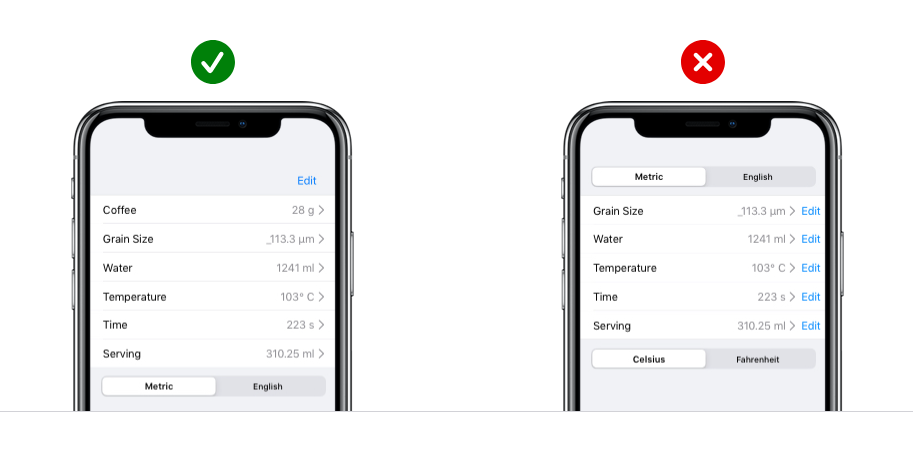 Edit
Coffee 28 g
Grain Size _113.3 µm
Water 1241 ml
Temperature 103° C
Time 223 s
Serving 310.25 ml
Metric English
Metric English
Grain Size _113.3 µm Edit
Water 1241 ml Edit
Temperature 103° C Edit
Time 223 s Edit
Serving 310.25 ml Edit
Celsius Fahrenheit